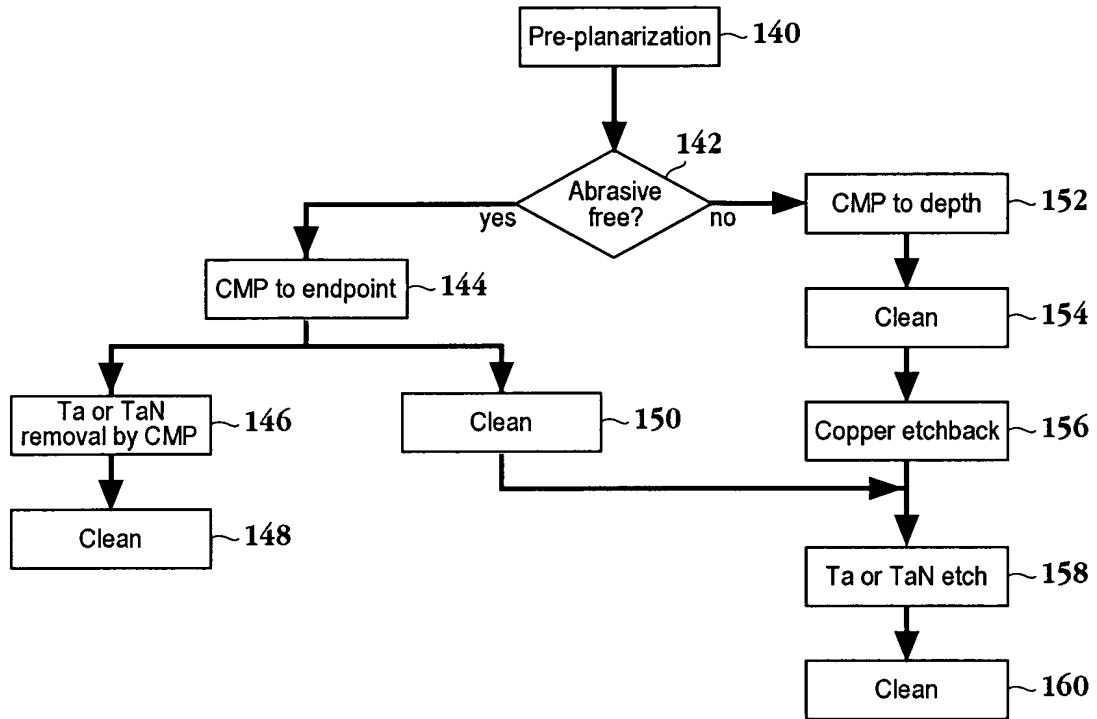 Pre-planarization 140
142
Abrasive
free?
yes
no
CMP to depth 152
CMP to endpoint 144
Clean 154
Ta or TaN
removal by CMP 146
Clean 150
Copper etchback 156
Clean 148
Ta or TaN etch 158
Clean 160